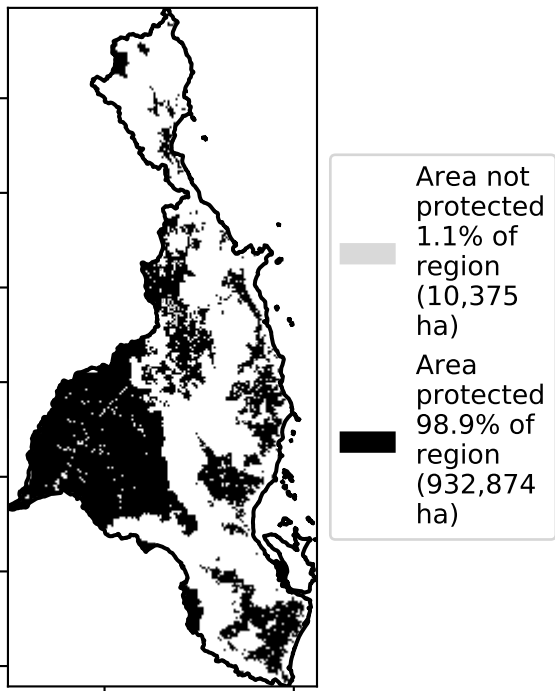 Area not
protected
1.1% of
region
(10,375
ha)
Area
protected
98.9% of
region
(932,874
ha)